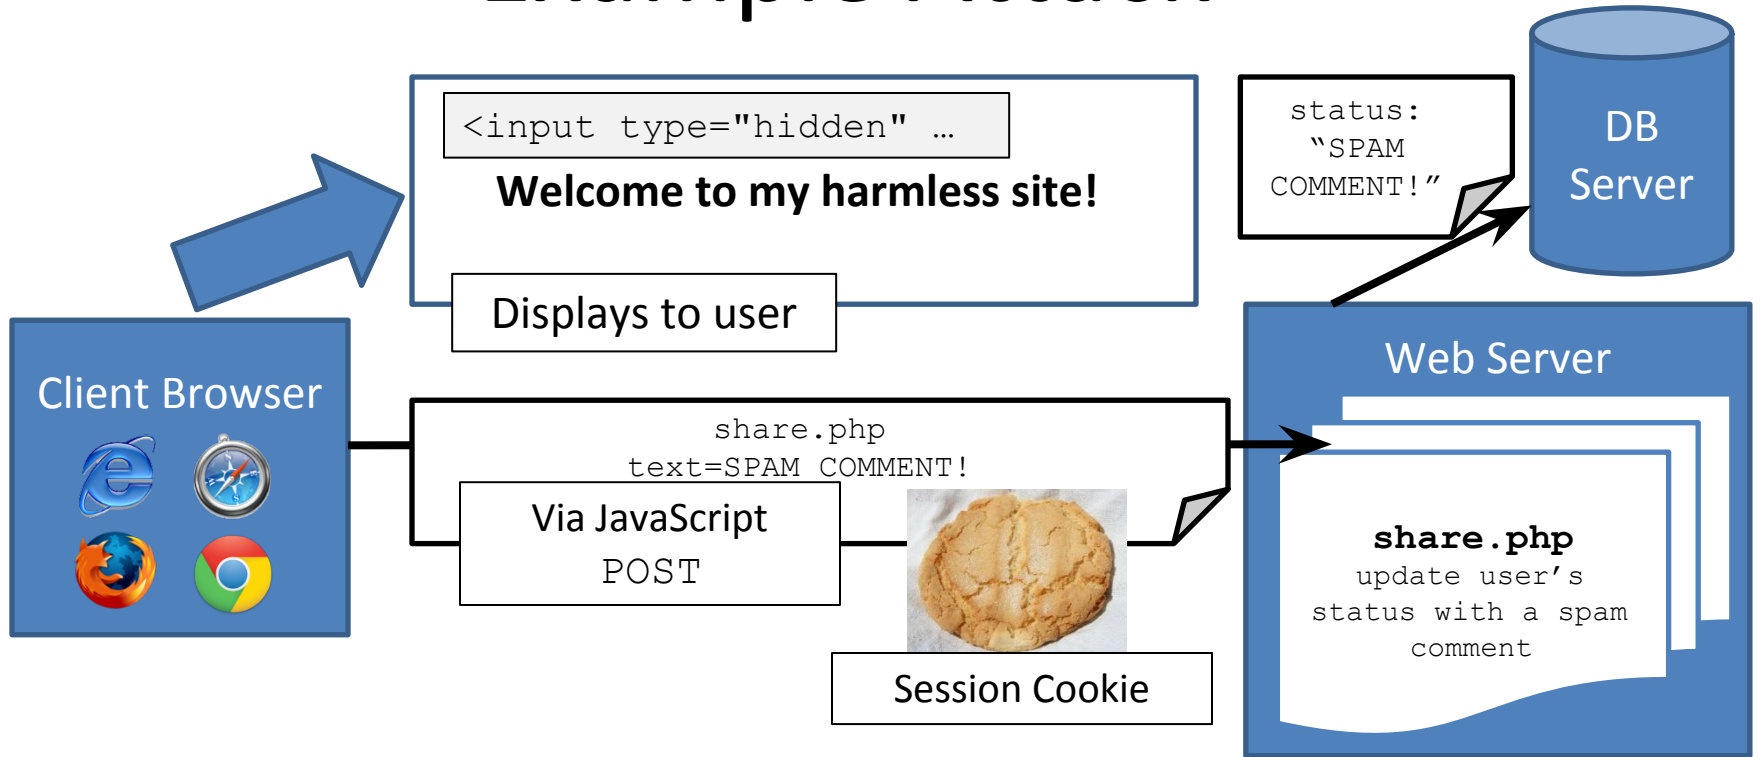 Example Attack
<input type="hidden" …
Welcome to my harmless site!
Displays to user
status:
“SPAM
COMMENT!”
DB
Server
Client Browser
share.php
text=SPAM COMMENT!
Via JavaScript
POST
Session Cookie
Web Server
share.php
update user’s
status with a spam
comment